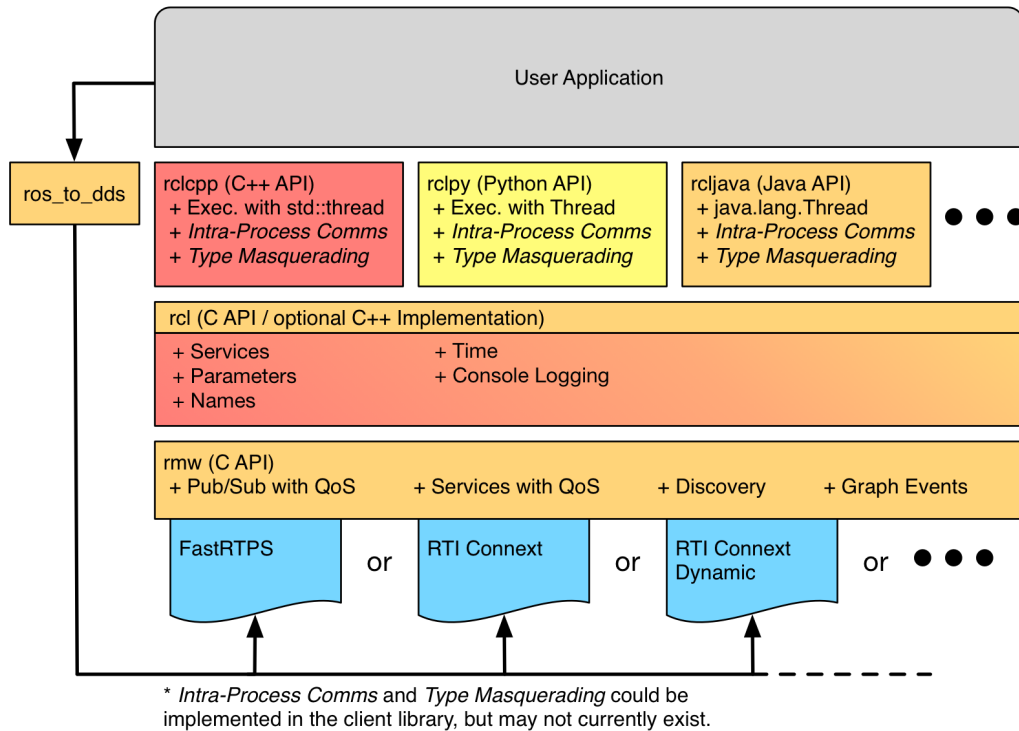 User Application
ros_to_dds
rclcpp (C++ API)
+ Exec. with std::thread
+ Intra-Process Comms
+ Type Masquerading
rclpy (Python API)
+ Exec. with Thread
+ Intra-Process Comms
+ Type Masquerading
rcljava (Java API)
+ java.lang.Thread
+ Intra-Process Comms
+ Type Masquerading
rcl (C API / optional C++ Implementation)
+ Services
+ Parameters
+ Names
+ Time
+ Console Logging
rmw (C API)
+ Pub/Sub with QoS
+ Services with QoS
+ Discovery
+ Graph Events
FastRTPS
or
RTI Connext
or
RTI Connext
Dynamic
or
* Intra-Process Comms and Type Masquerading could be
implemented in the client library, but may not currently exist.